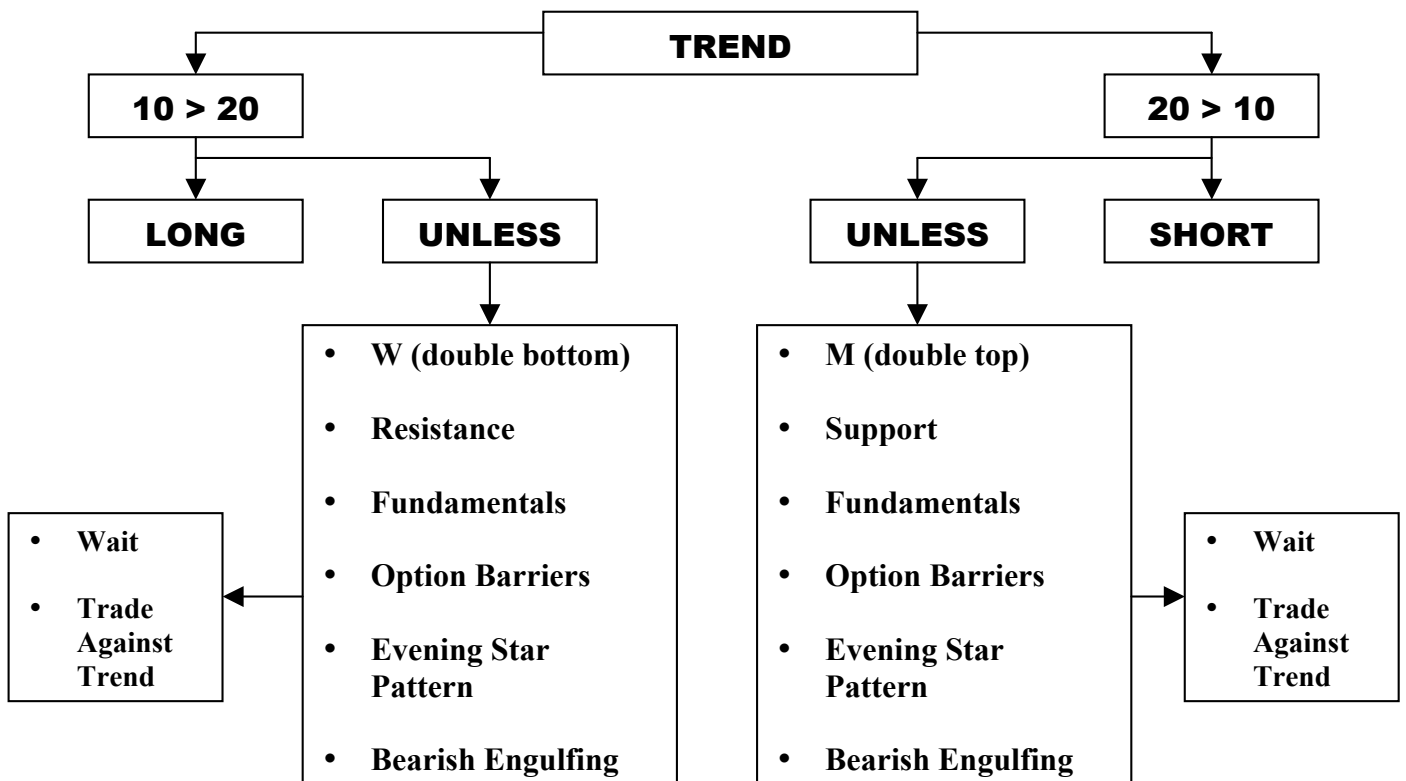 TREND
10 > 20
20 > 10
LONG
UNLESS
UNLESS
SHORT
• W (double bottom)
• Resistance
• Fundamentals
• Option Barriers
• Evening Star
Pattern
• Bearish Engulfing
• M (double top)
• Support
• Fundamentals
• Option Barriers
• Evening Star
Pattern
• Bearish Engulfing
• Wait
• Trade
Against
Trend
• Wait
• Trade
Against
Trend